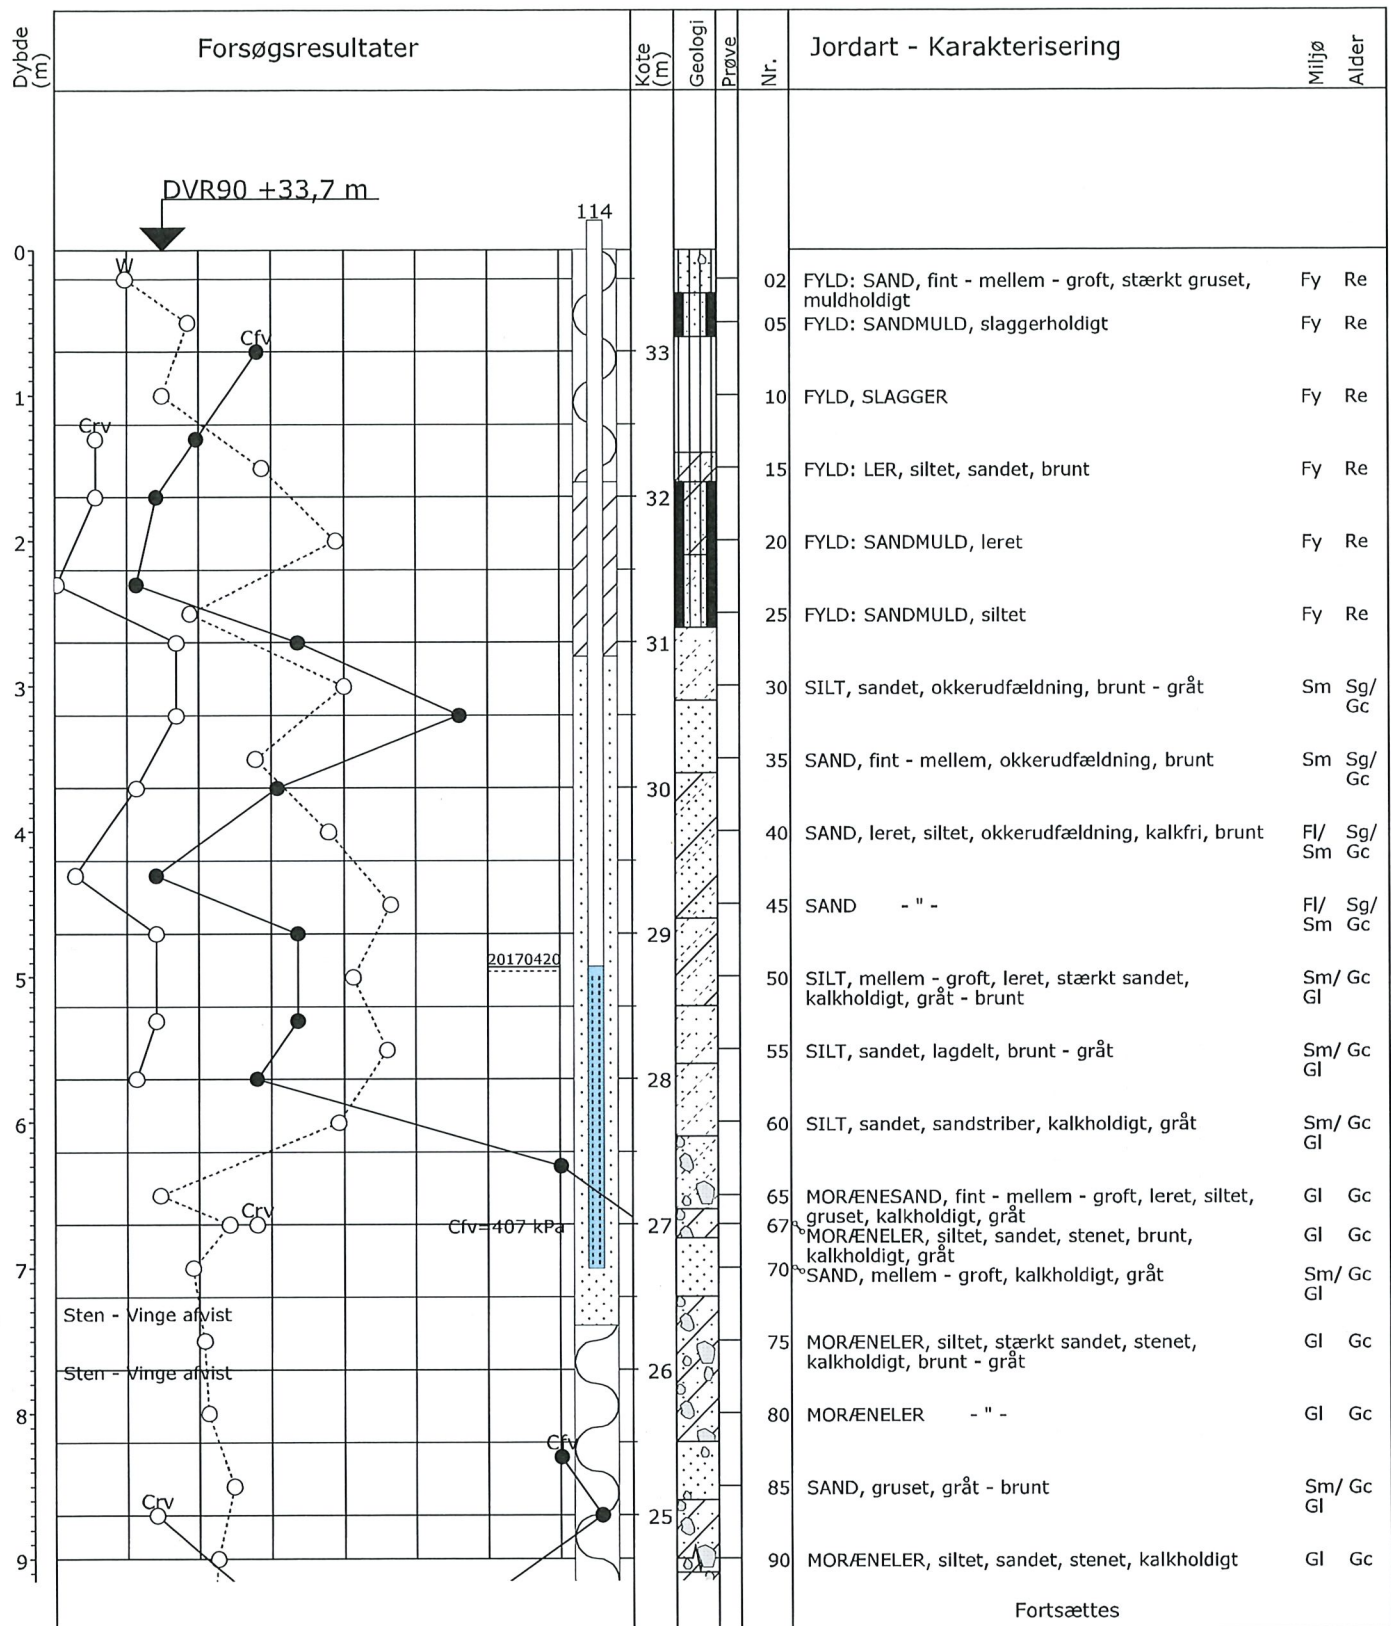 Dybde
(m)
Forsøgsresultater
Kote
(m)
Geologi
Prøve
Nr.
Jordart - Karakterisering
Miljø
Alder
DVR90 +33,7 m
114
0
W
02 FYLD: SAND, fint - mellem - groft, stærkt gruset, Fy Re
muldholdigt
05 FYLD: SANDMULD, slaggerholdigt Fy Re
Cfv
33
1
10 FYLD, SLAGGER Fy Re
Crv
15 FYLD: LER, siltet, sandet, brunt Fy Re
32
2
20 FYLD: SANDMULD, leret Fy Re
25 FYLD: SANDMULD, siltet Fy Re
31
3
30 SILT, sandet, okkerudfældning, brunt - gråt Sm Sg/
Gc
35 SAND, fint - mellem, okkerudfældning, brunt Sm Sg/
Gc
30
4
40 SAND, leret, siltet, okkerudfældning, kalkfri, brunt Fl/ Sg/
Sm Gc
45 SAND - " - Fl/ Sg/
Sm Gc
29
20170420
5
50 SILT, mellem - groft, leret, stærkt sandet, Sm/ Gc
kalkholdigt, gråt - brunt Gl
55 SILT, sandet, lagdelt, brunt - gråt Sm/ Gc
Gl
28
6
60 SILT, sandet, sandstriber, kalkholdigt, gråt Sm/ Gc
Gl
65 MORÆNESAND, fint - mellem - groft, leret, siltet, Gl Gc
gruset, kalkholdigt, gråt
Crv
Cfv=407 kPa
27
67 MORÆNELER, siltet, sandet, stenet, brunt, Gl Gc
kalkholdigt, gråt
7
70 SAND, mellem - groft, kalkholdigt, gråt Sm/ Gc
Gl
Sten - Vinge afvist
75 MORÆNELER, siltet, stærkt sandet, stenet, Gl Gc
kalkholdigt, brunt - gråt
Sten - Vinge afvist
26
8
80 MORÆNELER - " - Gl Gc
Cfv
85 SAND, gruset, gråt - brunt Sm/ Gc
Gl
Crv
25
9
90 MORÆNELER, siltet, sandet, stenet, kalkholdigt Gl Gc
Fortsættes